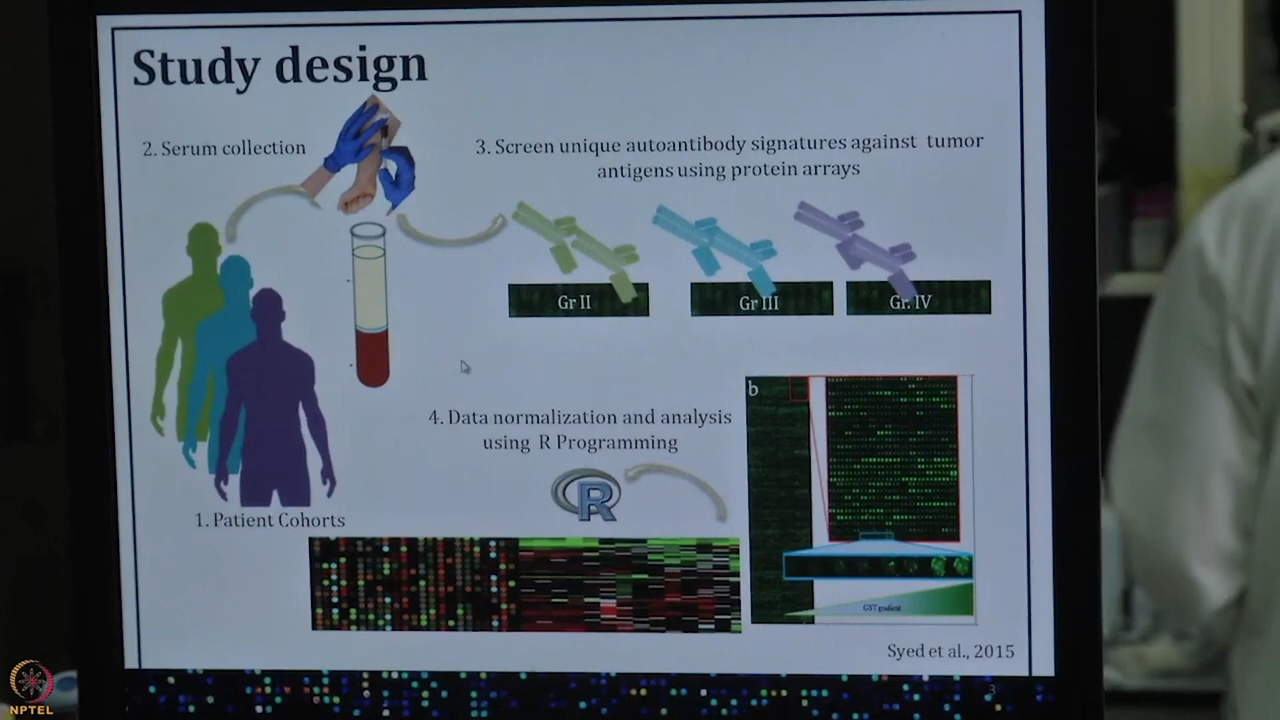 Study design
2. Serum collection
3. Screen unique autoantibody signatures against tumor
antigens using protein arrays
Gr II
Gr III
Gr. IV
b
4. Data normalization and analysis
using R Programming
R
1. Patient Cohorts
GST gradient
Syed et al., 2015
3
NPTEL